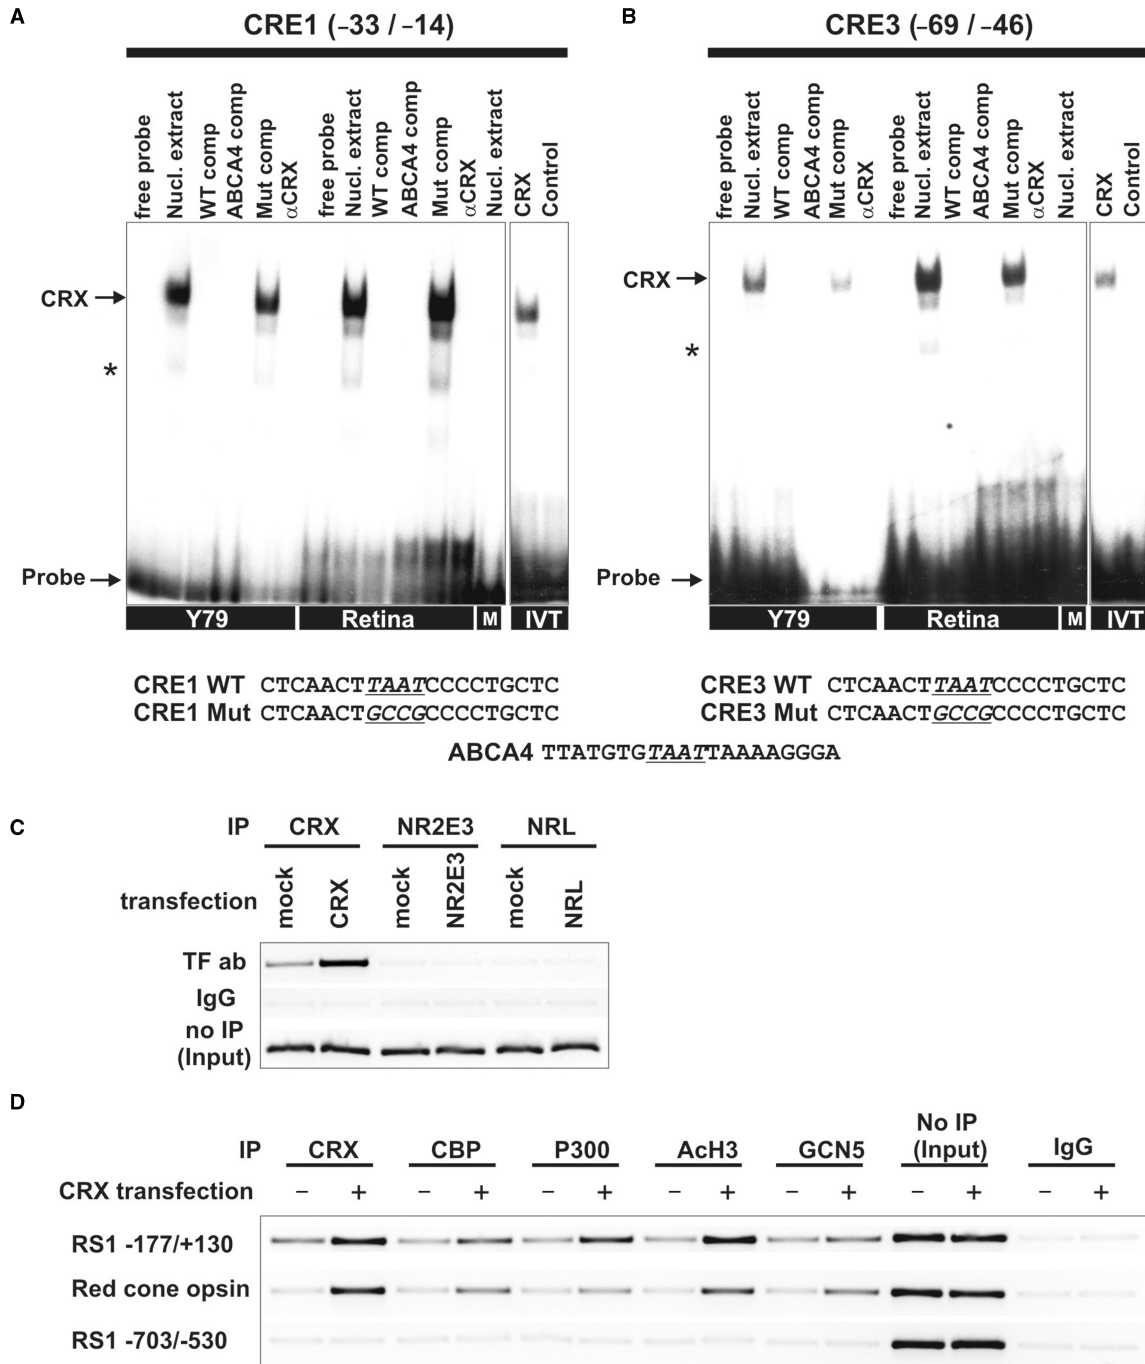 A
CRE1 (-33 / -14)
free probe
Nucl. extract
WT comp
ABCA4 comp
Mut comp
αCRX
free probe
Nucl. extract
WT comp
ABCA4 comp
Mut comp
αCRX
Nucl. extract
CRX
Control
CRX
*
Probe
Y79
Retina
M
IVT
CRE1 WT CTCAACTTAATCCCCTGCTC
CRE1 Mut CTCAACTGCCGCCCCTGCTC
B
CRE3 (-69 / -46)
free probe
Nucl. extract
WT comp
ABCA4 comp
Mut comp
αCRX
free probe
Nucl. extract
WT comp
ABCA4 comp
Mut comp
αCRX
Nucl. extract
CRX
Control
CRX
*
Probe
Y79
Retina
M
IVT
CRE3 WT CTCAACTTAATCCCCTGCTC
CRE3 Mut CTCAACTGCCGCCCCTGCTC
ABCA4 TTATGTGTAATTAAAAGGGA
C
IP CRX NR2E3 NRL
transfection mock CRX mock NR2E3 mock NRL
TF ab
IgG
no IP
(Input)
D
IP CRX CBP P300 AcH3 GCN5 No IP (Input) IgG
CRX transfection − + − + − + − + − + − + − +
RS1 -177/+130
Red cone opsin
RS1 -703/-530